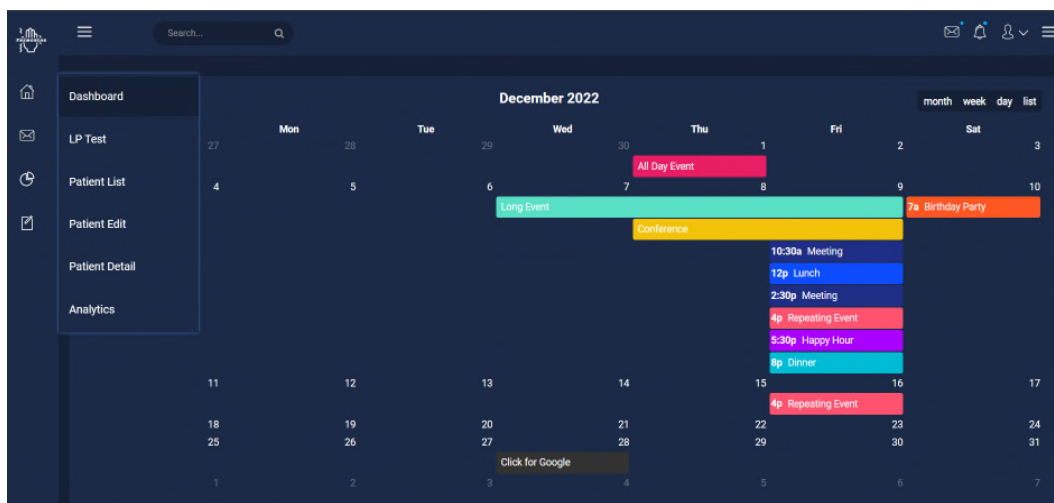 Search...
Dashboard
LP Test
Patient List
Patient Edit
Patient Detail
Analytics
December 2022
month week day list
Mon Tue Wed Thu Fri Sat
27 28 29 30 1 2 3
All Day Event
4 5 6 7 8 9 10
Long Event
7a Birthday Party
Conference
10:30a Meeting
12p Lunch
2:30p Meeting
4p Repeating Event
5:30p Happy Hour
8p Dinner
11 12 13 14 15 16 17
4p Repeating Event
18 19 20 21 22 23 24
25 26 27 28 29 30 31
Click for Google
1 2 3 4 5 6 7